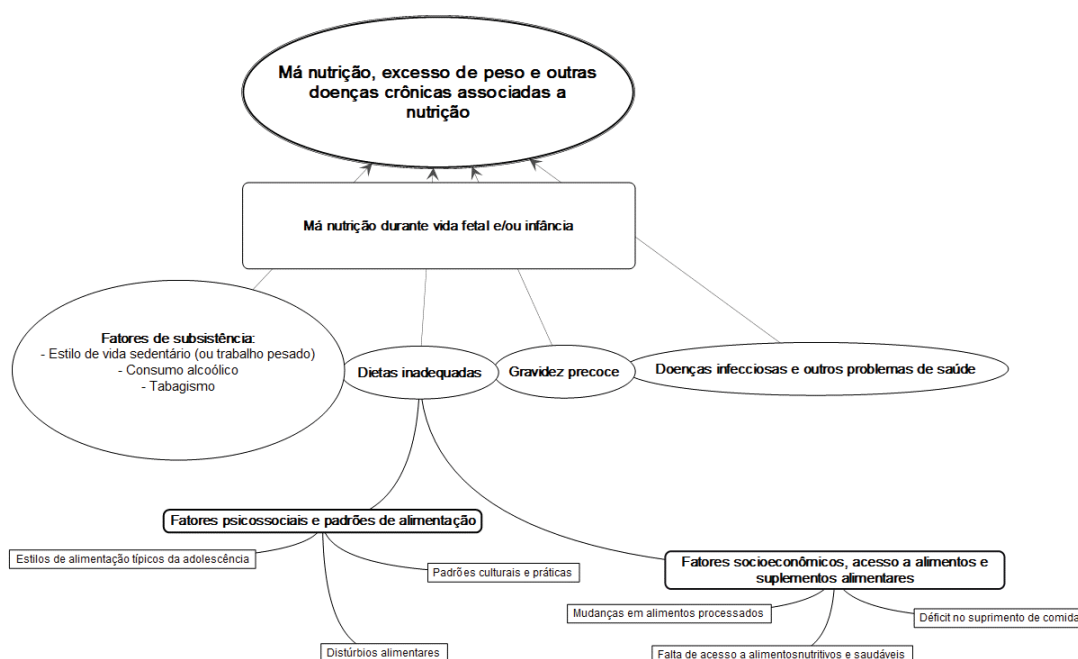 Má nutrição, excesso de peso e outras
doenças crônicas associadas a
nutrição
Má nutrição durante vida fetal e/ou infância
Fatores de subsistência:
- Estilo de vida sedentário (ou trabalho pesado)
- Consumo alcoólico
- Tabagismo
Dietas inadequadas
Gravidez precoce
Doenças infecciosas e outros problemas de saúde
Fatores psicossociais e padrões de alimentação
Estilos de alimentação típicos da adolescência
Padrões culturais e práticas
Distúrbios alimentares
Fatores socioeconômicos, acesso a alimentos e
suplementos alimentares
Mudanças em alimentos processados
Déficit no suprimento de comida
Falta de acesso a alimentosnutritivos e saudáveis